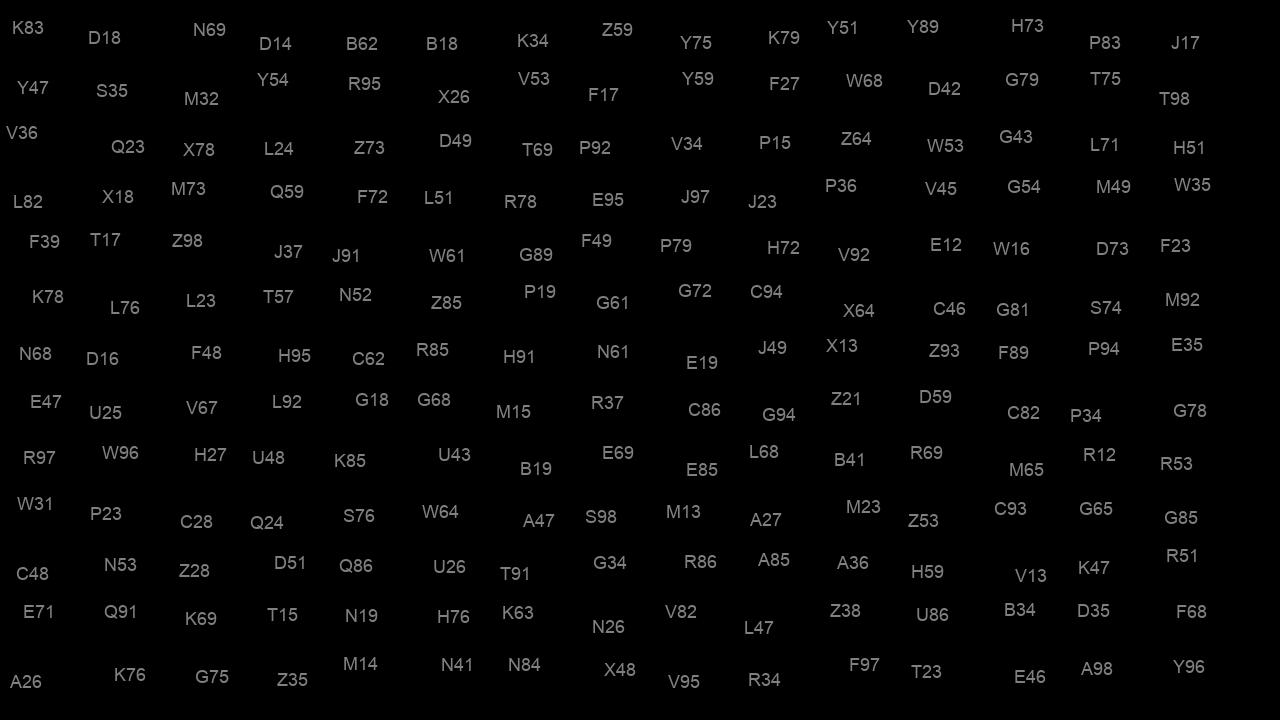 K83 D18 N69 D14 B62 B18 K34 Z59 Y75 K79 Y51 Y89 H73 P83 J17
Y47 S35 M32 Y54 R95 X26 V53 F17 Y59 F27 W68 D42 G79 T75 T98
V36 Q23 X78 L24 Z73 D49 T69 P92 V34 P15 Z64 W53 G43 L71 H51
L82 X18 M73 Q59 F72 L51 R78 E95 J97 J23 P36 V45 G54 M49 W35
F39 T17 Z98 J37 J91 W61 G89 F49 P79 H72 V92 E12 W16 D73 F23
K78 L76 L23 T57 N52 Z85 P19 G61 G72 C94 X64 C46 G81 S74 M92
N68 D16 F48 H95 C62 R85 H91 N61 E19 J49 X13 Z93 F89 P94 E35
E47 U25 V67 L92 G18 G68 M15 R37 C86 G94 Z21 D59 C82 P34 G78
R97 W96 H27 U48 K85 U43 B19 E69 E85 L68 B41 R69 M65 R12 R53
W31 P23 C28 Q24 S76 W64 A47 S98 M13 A27 M23 Z53 C93 G65 G85
C48 N53 Z28 D51 Q86 U26 T91 G34 R86 A85 A36 H59 V13 K47 R51
E71 Q91 K69 T15 N19 H76 K63 N26 V82 L47 Z38 U86 B34 D35 F68
A26 K76 G75 Z35 M14 N41 N84 X48 V95 R34 F97 T23 E46 A98 Y96